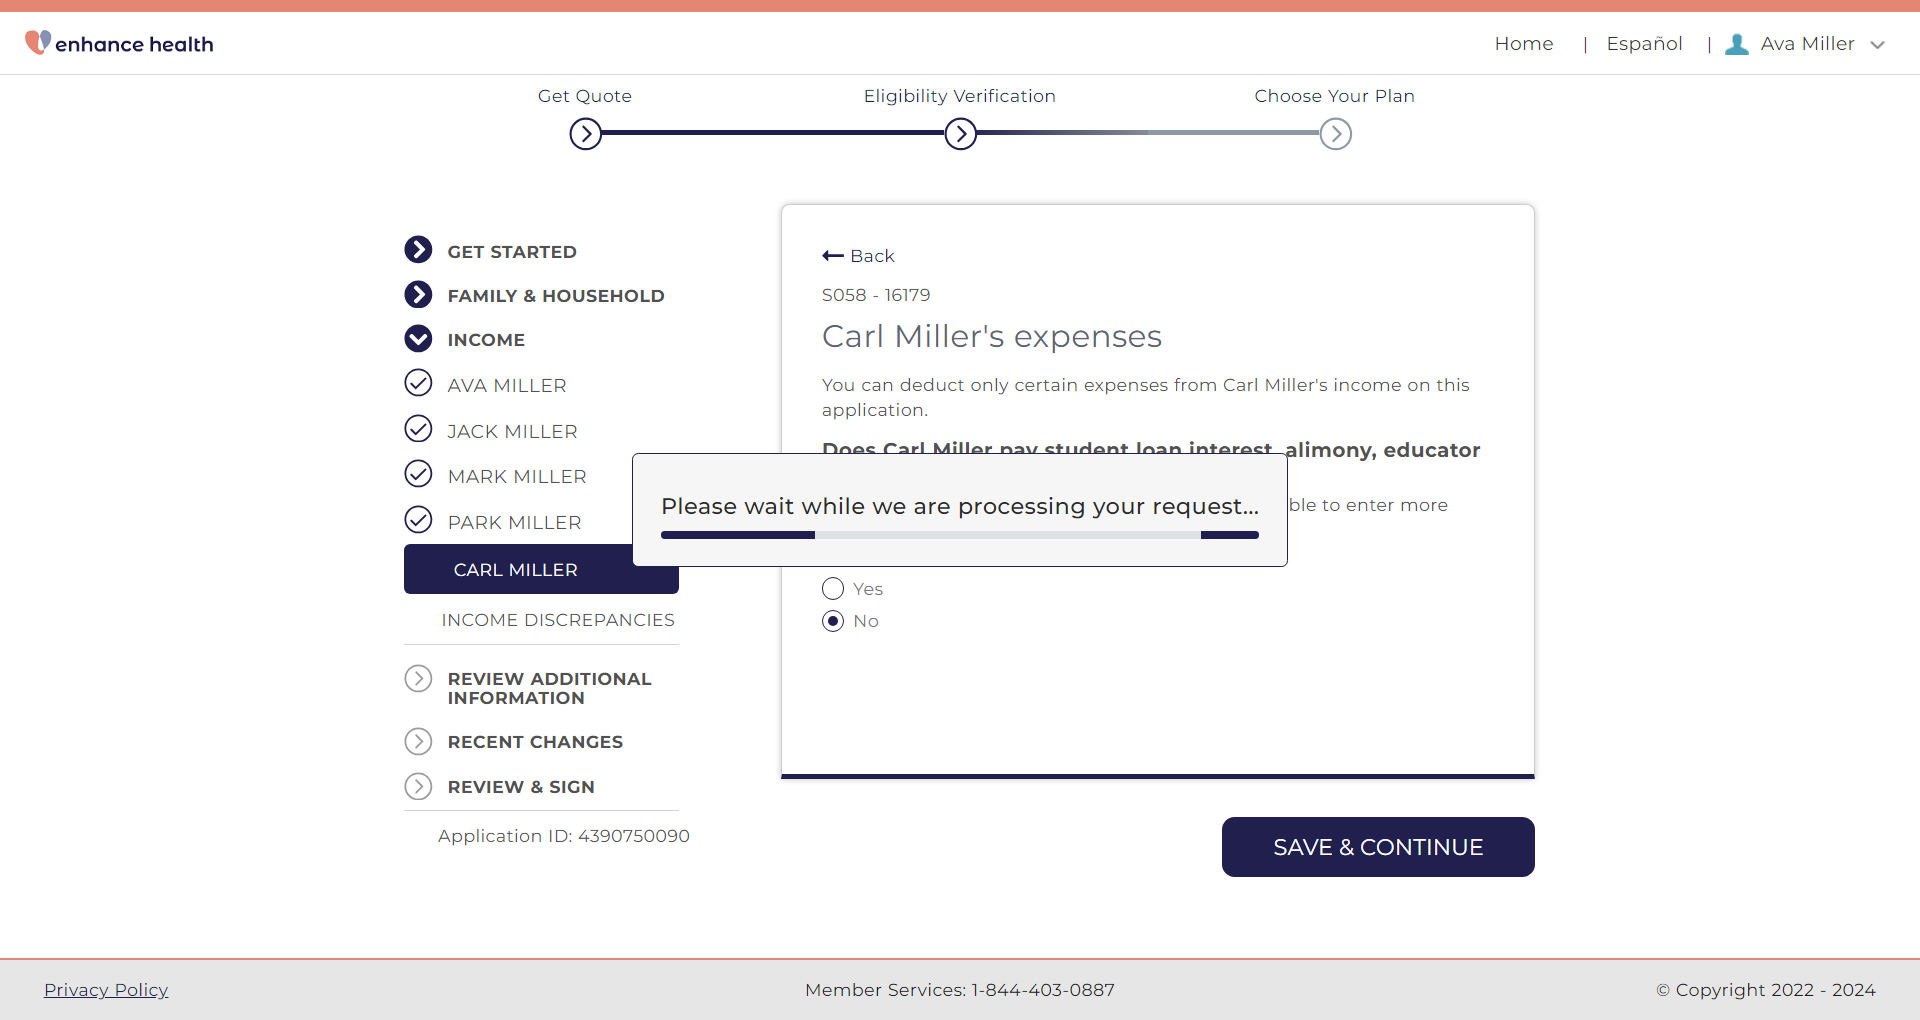 enhance health
Home | Español | Ava Miller
Get Quote
Eligibility Verification
Choose Your Plan
GET STARTED
FAMILY & HOUSEHOLD
INCOME
AVA MILLER
JACK MILLER
MARK MILLER
PARK MILLER
CARL MILLER
INCOME DISCREPANCIES
REVIEW ADDITIONAL
INFORMATION
RECENT CHANGES
REVIEW & SIGN
Application ID: 4390750090
Back
S058 - 16179
Carl Miller's expenses
You can deduct only certain expenses from Carl Miller's income on this
application.
Does Carl Miller pay student loan interest, alimony, educator
Please wait while we are processing your request...
ble to enter more
Yes
No
SAVE & CONTINUE
Privacy Policy
Member Services: 1-844-403-0887
© Copyright 2022 - 2024